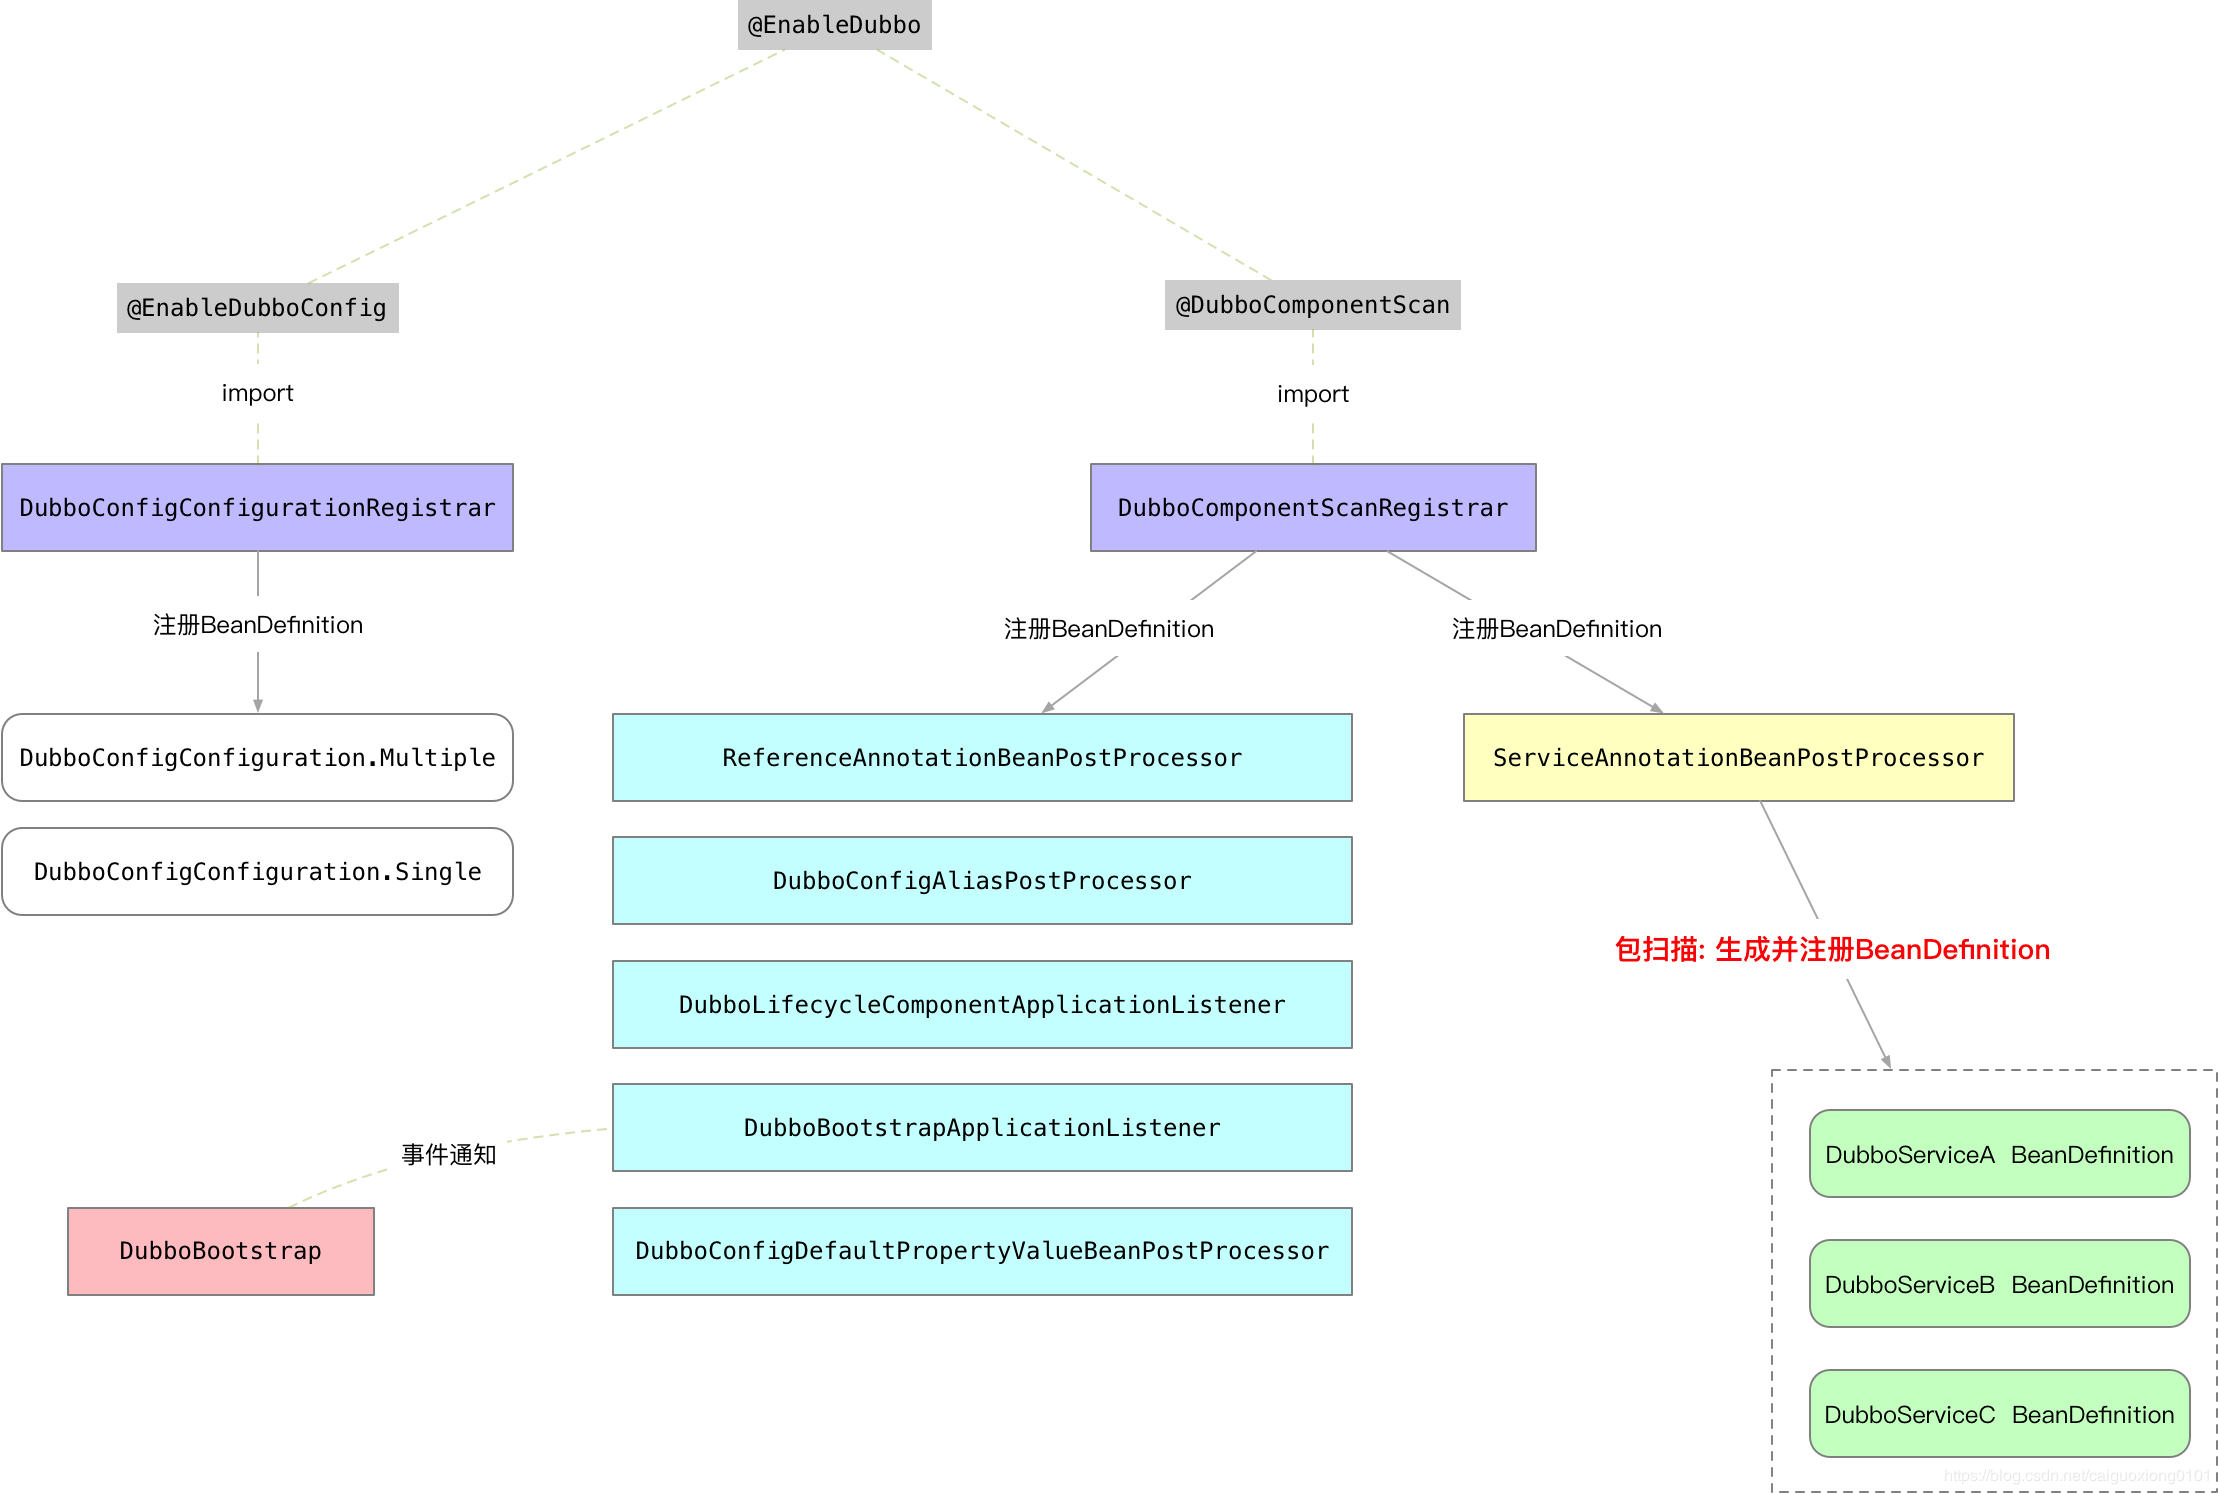 @EnableDubbo
@EnableDubboConfig
@DubboComponentScan
import
import
DubboConfigConfigurationRegistrar
DubboComponentScanRegistrar
注册BeanDefinition
注册BeanDefinition
注册BeanDefinition
DubboConfigConfiguration.Multiple
ReferenceAnnotationBeanPostProcessor
ServiceAnnotationBeanPostProcessor
DubboConfigConfiguration.Single
DubboConfigAliasPostProcessor
包扫描: 生成并注册BeanDefinition
DubboLifecycleComponentApplicationListener
DubboBootstrapApplicationListener
事件通知
DubboServiceA BeanDefinition
DubboBootstrap
DubboConfigDefaultPropertyValueBeanPostProcessor
DubboServiceB BeanDefinition
DubboServiceC BeanDefinition
https://blog.csdn.net/caiguoxiong0101